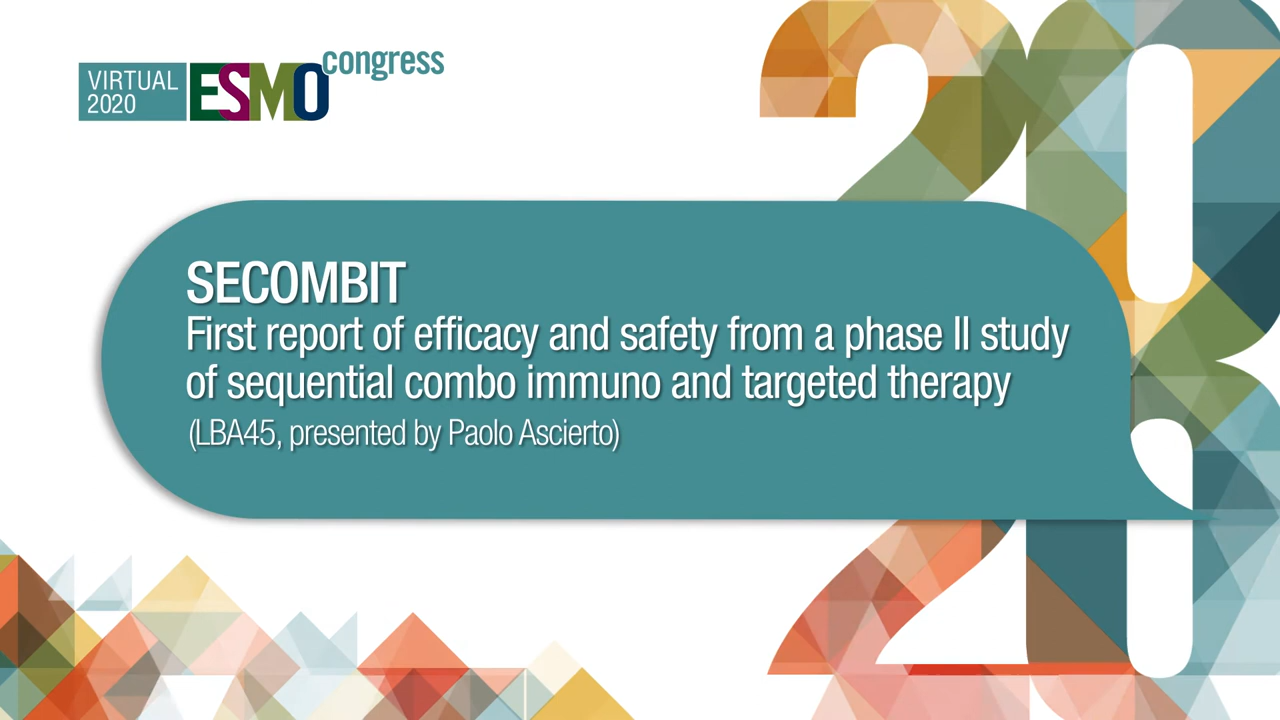 VIRTUAL
2020
ESMO
congress
2020
SECOMBIT
First report of efficacy and safety from a phase II study
of sequential combo immuno and targeted therapy
(LBA45, presented by Paolo Ascierto)